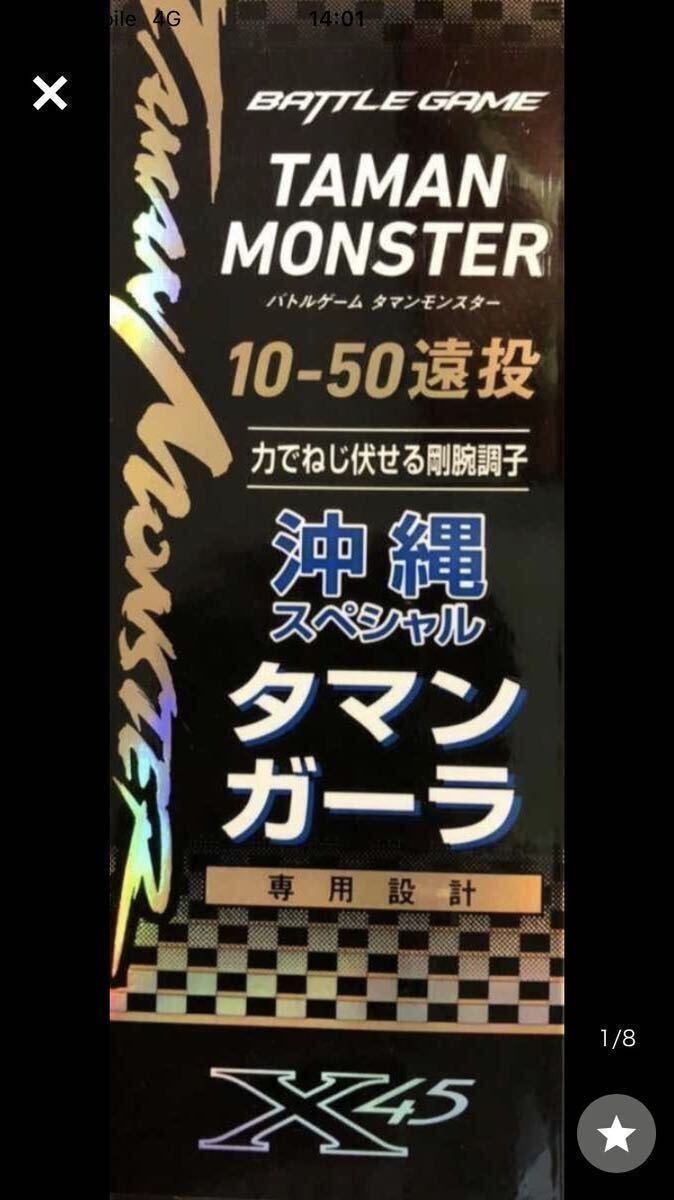 bile 4G
14:01
BATTLE GAME
TAMAN
MONSTER
バトルゲーム タマンモンスター
10-50遠投
力でねじ伏せる剛腕調子
沖縄
スペシャル
タマン
ガーラ
専用設計
X45
TAMAN MONSTER
1/8